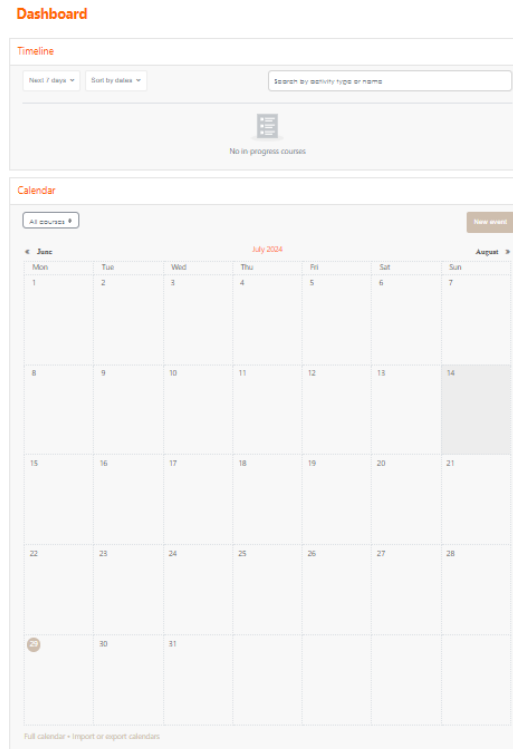 Dashboard
Timeline
Next 7 days Sort by dates Search by activity type or name
No in-progress courses
Calendar
All courses New event
« June July 2024 August »
Mon Tue Wed Thu Fri Sat Sun
1 2 3 4 5 6 7
8 9 10 11 12 13 14
15 16 17 18 19 20 21
22 23 24 25 26 27 28
29 30 31
Full calendar • Import or export calendars